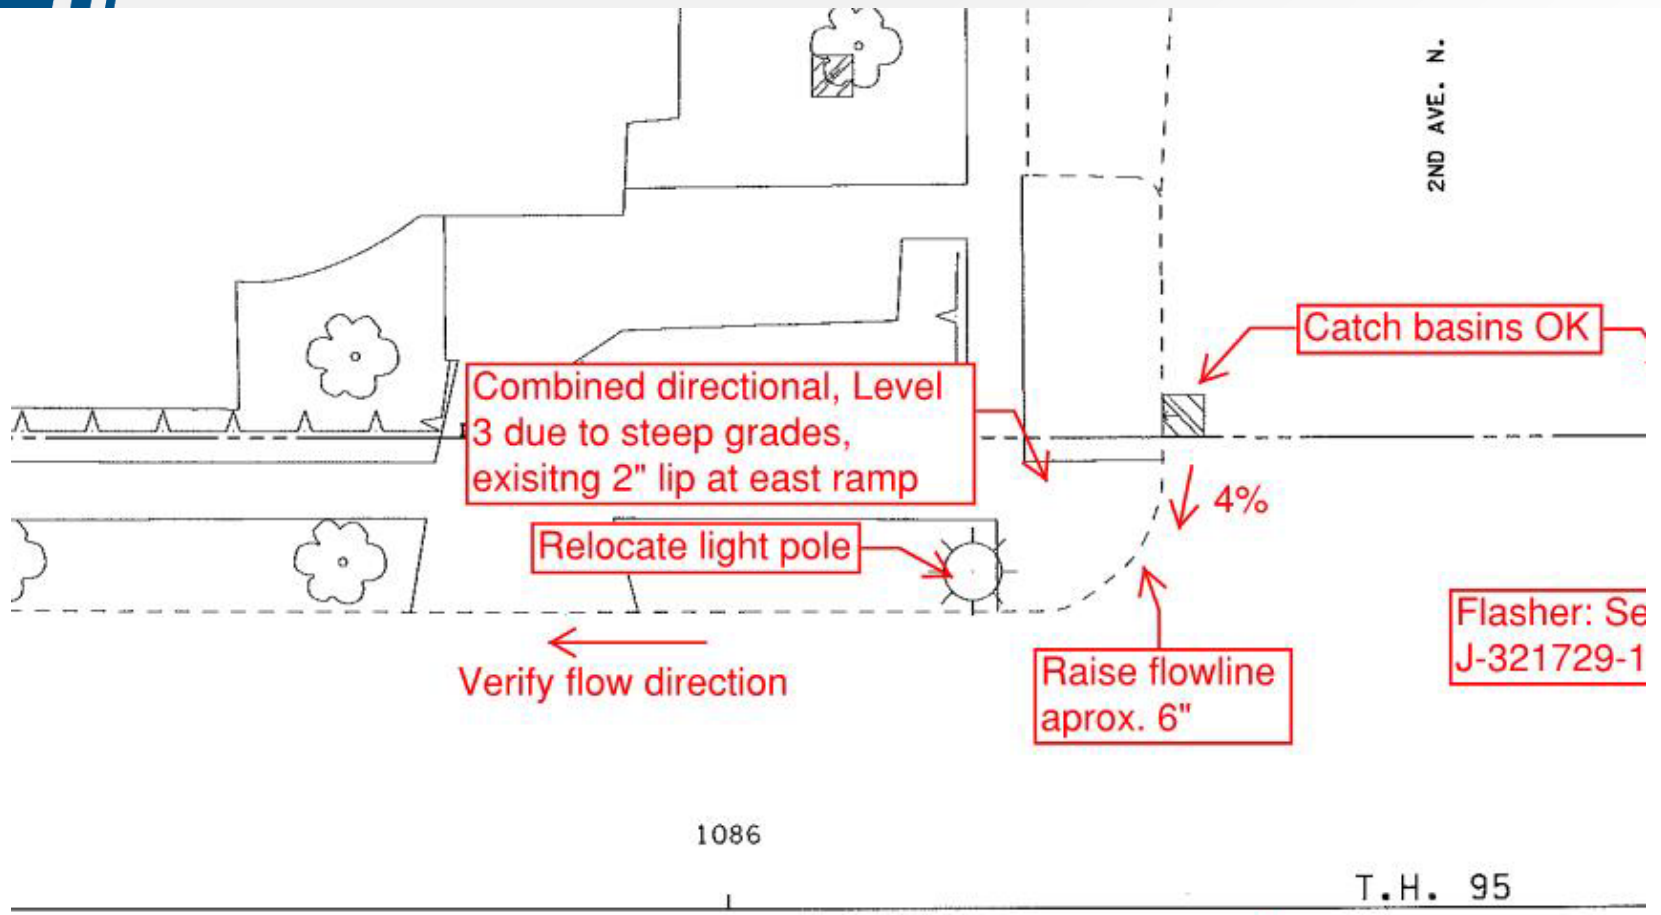 2ND AVE. N.
Catch basins OK
Combined directional, Level
3 due to steep grades,
exisitng 2" lip at east ramp
4%
Relocate light pole
Flasher: Se
J-321729-1
Verify flow direction
Raise flowline
aprox. 6"
1086
T.H. 95